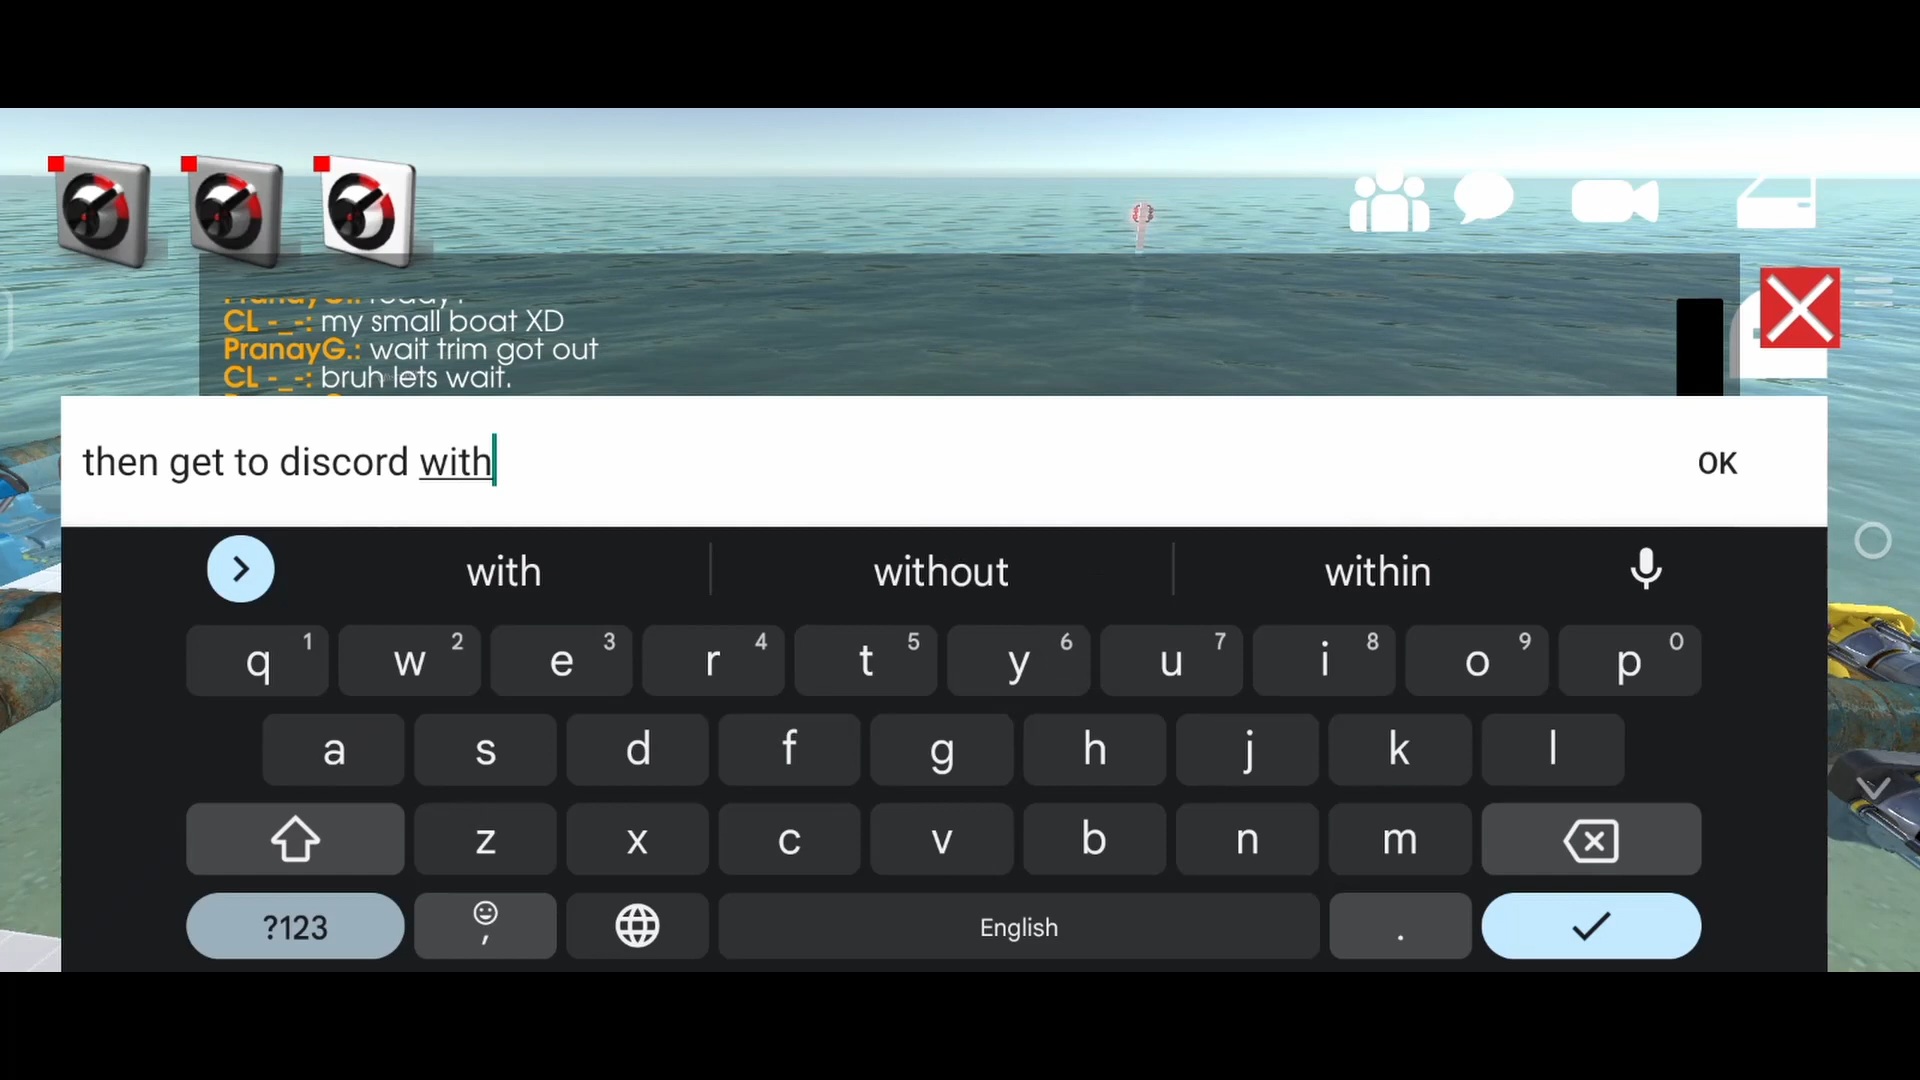 CL -_-: my small boat XD
PranayG.: wait trim got out
CL -_-: bruh lets wait.
then get to discord with
OK
with without within
q 1 w 2 e 3 r 4 t 5 y 6 u 7 i 8 o 9 p 0
a s d f g h j k l
z x c v b n m
?123 , English .